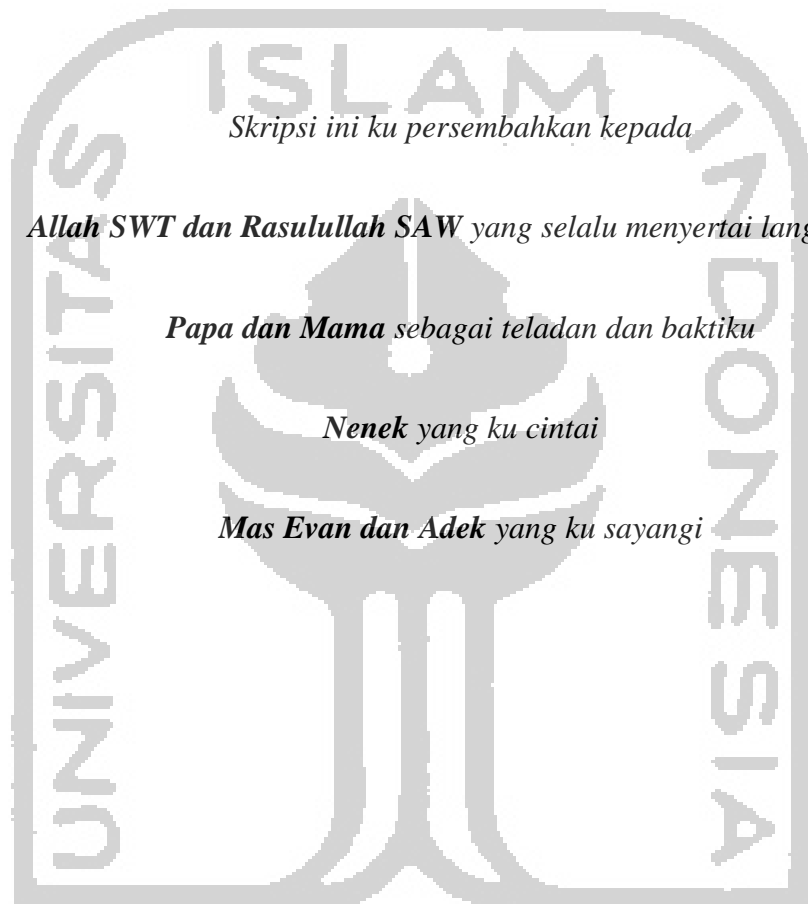 UNIVERSITAS ISLAM INDONESIA
Skripsi ini ku persembahkan kepada
Allah SWT dan Rasulullah SAW yang selalu menyertai
Papa dan Mama sebagai teladan dan baktiku
Nenek yang ku cintai
Mas Evan dan Adek yang ku sayangi